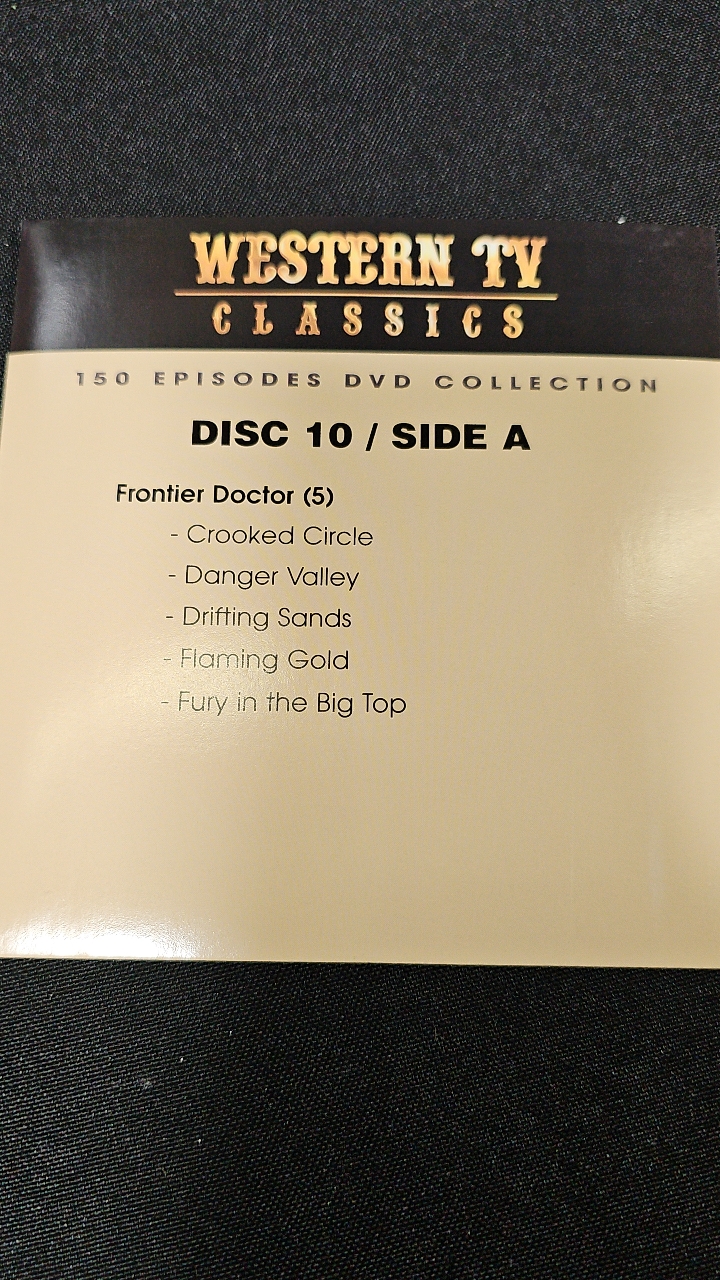 WESTERN TV
CLASSICS
150 EPISODES DVD COLLECTION
DISC 10 / SIDE A
Frontier Doctor (5)
- Crooked Circle
- Danger Valley
- Drifting Sands
- Flaming Gold
- Fury in the Big Top